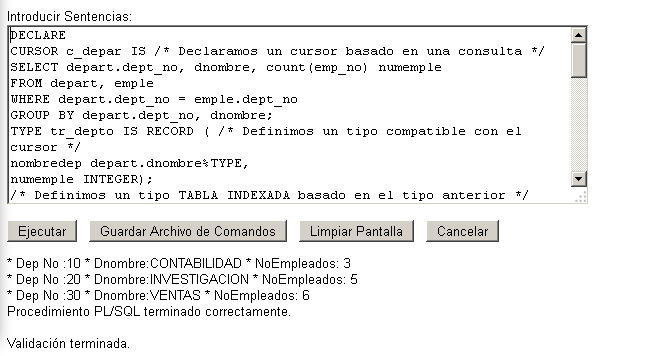 Introducir Sentencias:
DECLARE
CURSOR c_depar IS /* Declaramos un cursor basado en una consulta */
SELECT depart.dept_no, dnombre, count(emp_no) numemple
FROM depart, emple
WHERE depart.dept_no = emple.dept_no
GROUP BY depart.dept_no, dnombre;
TYPE tr_depto IS RECORD ( /* Definimos un tipo compatible con el
cursor */
nombredep depart.dnombre%TYPE,
numemple INTEGER);
/* Definimos un tipo TABLA INDEXADA basado en el tipo anterior */
Ejecutar Guardar Archivo de Comandos Limpiar Pantalla Cancelar
* Dep No :10 * Dnombre:CONTABILIDAD * NoEmpleados: 3
* Dep No :20 * Dnombre:INVESTIGACION * NoEmpleados: 5
* Dep No :30 * Dnombre:VENTAS * NoEmpleados: 6
Procedimiento PL/SQL terminado correctamente.
Validación terminada.